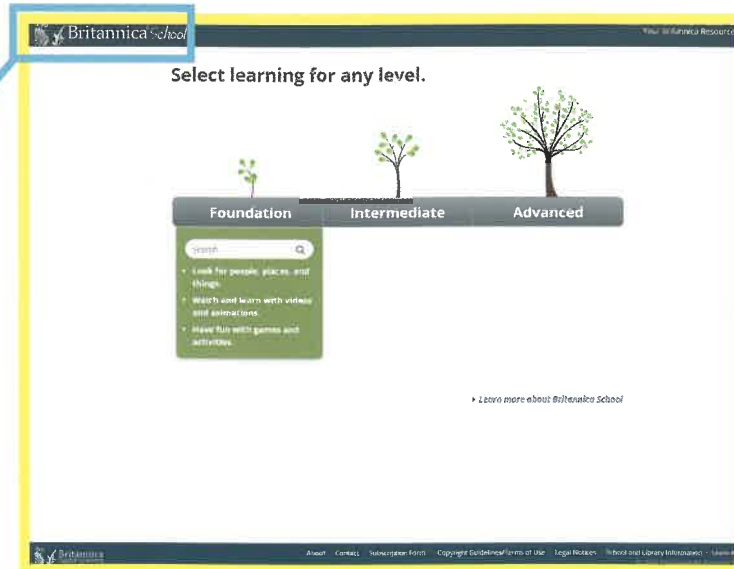 Britannica School
Your Britannica Resource
Select learning for any level.
Foundation
Intermediate
Advanced
Search
• Look for people, places, and
things.
• Watch and learn with videos
and animations.
• Have fun with games and
activities.
Learn more about Britannica School
Britannica
About Contact Subscription Form Copyright Guidelines/Terms of Use Legal Notices School and Library Information